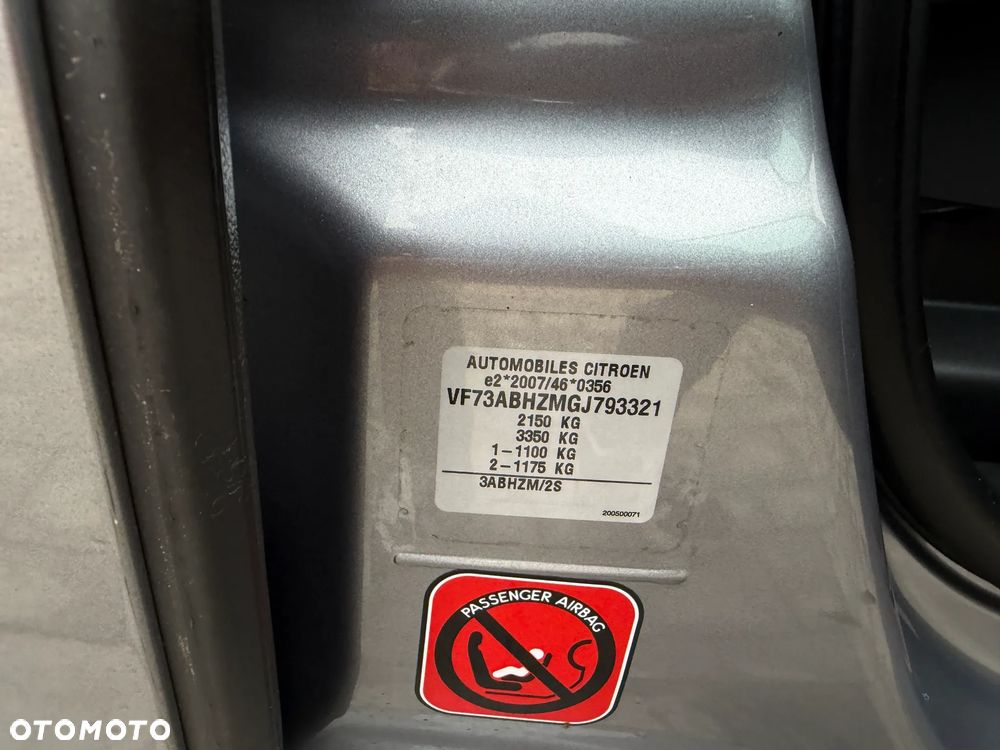 AUTOMOBILES CITROEN
e2*2007/46*0356
VF73ABHZMGJ793321
2150 KG
3350 KG
1-1100 KG
2-1175 KG
3ABHZM/2S
200500071
PASSENGER AIRBAG
OTOMOTO